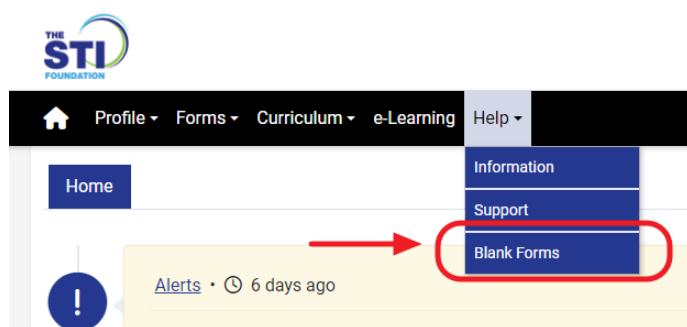 THE
STI
FOUNDATION
Profile Forms Curriculum e-Learning Help
Information
Home
Support
Blank Forms
! Alerts • 6 days ago